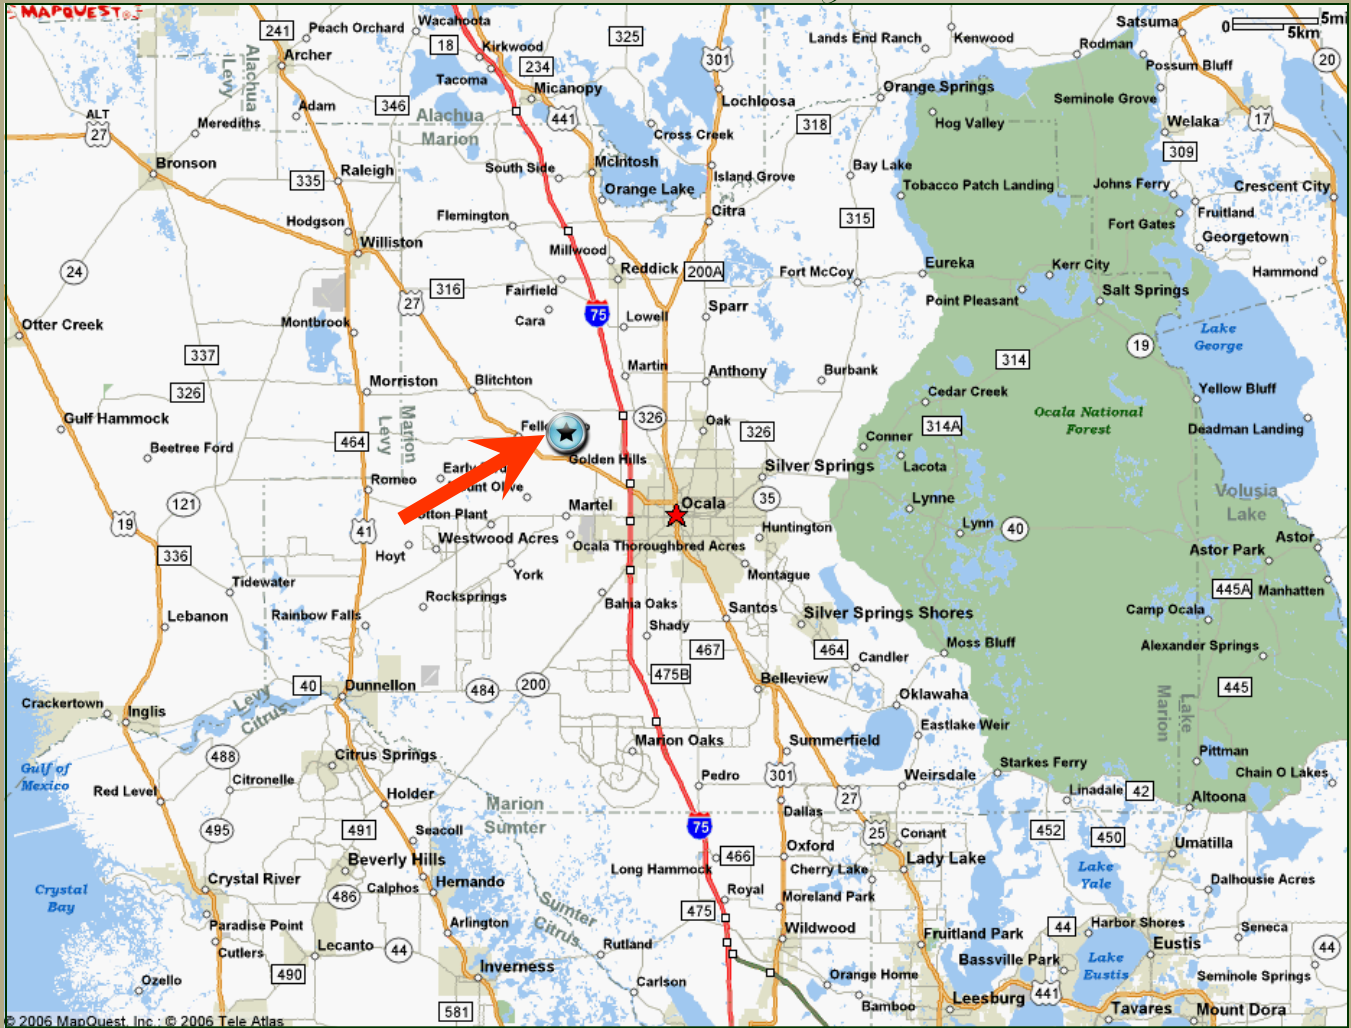 MAPQUEST
Wacahoota
Satsuma
5mi
0
5km
241
Peach Orchard
18
Kirkwood
325
Lands End Ranch
Kenwood
Rodman
20
Archer
234
301
Possum Bluff
Alachua
Levy
Tacoma
Micanopy
Orange Springs
Seminole Grove
346
Adam
Lochloosa
ALT
27
Merediths
Alachua
Marion
441
318
Hog Valley
Welaka
17
Cross Creek
309
Bronson
McIntosh
Bay Lake
335
Raleigh
South Side
Island Grove
Tobacco Patch Landing
Johns Ferry
Crescent City
Orange Lake
Hodgson
Flemington
Citra
315
Fort Gates
Fruitland
Williston
Millwood
Georgetown
24
Reddick
200A
Fort McCoy
Eureka
Kerr City
Hammond
316
Fairfield
Point Pleasant
Salt Springs
27
Cara
75
Lowell
Sparr
Otter Creek
Montbrook
Lake
George
19
337
Martin
314
326
Morriston
Blitchton
Anthony
Burbank
Cedar Creek
Yellow Bluff
Gulf Hammock
Marion
Levy
326
Oak
326
314A
Ocala National
Forest
Deadman Landing
Beetree Ford
464
Conner
Golden Hills
Silver Springs
Lacota
Romeo
121
35
Lynne
Volusia
Lake
19
Martel
Ocala
Lynn
40
41
Westwood Acres
Huntington
Astor
336
Hoyt
Ocala Thoroughbred Acres
Astor Park
Tidewater
York
Montague
445A
Manhatten
Rocksprings
Bahia Oaks
Santos
Silver Springs Shores
Camp Ocala
Lebanon
Rainbow Falls
Shady
467
464
Moss Bluff
Alexander Springs
Candler
40
Dunnellon
484
200
475B
Belleview
445
Crackertown
Levy
Citrus
Oklawaha
Marion
Lake
Inglis
Eastlake Weir
488
Citrus Springs
Marion Oaks
Summerfield
Pittman
Gulf of
Mexico
Citronelle
Pedro
301
Weirsdale
Starkes Ferry
Chain O Lakes
Red Level
Holder
27
Linadale
42
Altoona
Marion
Sumter
Dallas
495
491
Seacoll
75
25
Conant
452
450
Umatilla
Beverly Hills
466
Oxford
Lady Lake
Crystal River
Calphos
Hernando
Long Hammock
Cherry Lake
Lake
Yale
Dalhousie Acres
Crystal
Bay
486
Royal
Moreland Park
Sumter
Citrus
475
Paradise Point
Arlington
Wildwood
Fruitland Park
44
Harbor Shores
Seneca
Cutlers
Lecanto
44
Rutland
Eustis
44
Bassville Park
Lake
Eustis
Ozello
490
Inverness
Carlson
Orange Home
Seminole Springs
Leesburg
441
581
Bamboo
Tavares
Mount Dora
© 2006 MapQuest, Inc.; © 2006 Tele Atlas